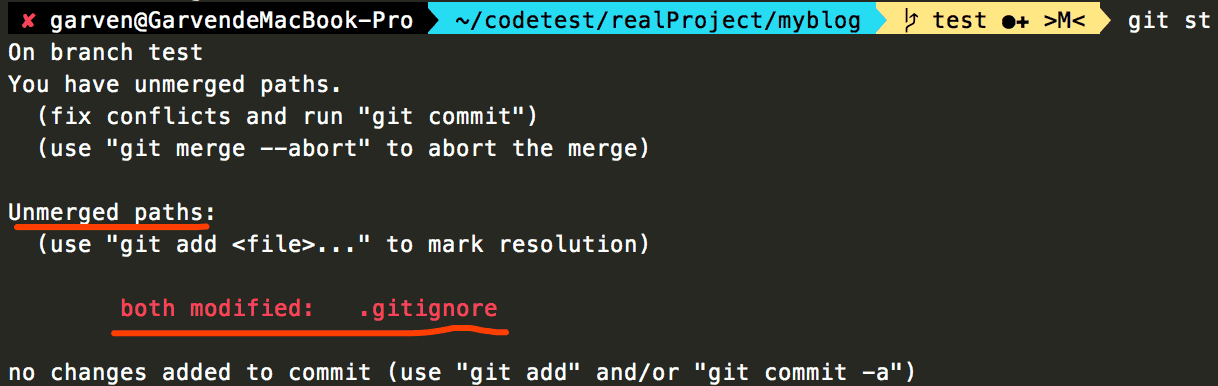 ✘ garven@GarvendeMacBook-Pro ~/codetest/realProject/myblog test ●✚ >M< git st
On branch test
You have unmerged paths.
(fix conflicts and run "git commit")
(use "git merge --abort" to abort the merge)
Unmerged paths:
(use "git add <file>..." to mark resolution)
both modified: .gitignore
no changes added to commit (use "git add" and/or "git commit -a")